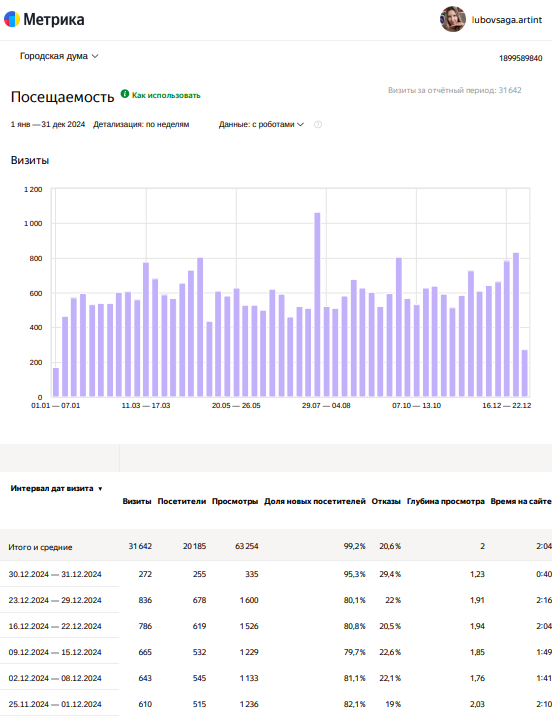 Метрика
lubovsaga.artint
Городская дума
1899589840
Посещаемость Как использовать
Визиты за отчётный период: 31 642
1 янв — 31 дек 2024 Детализация: по неделям Данные: с роботами
Визиты
1 200
1 000
800
600
400
200
0
01.01 — 07.01 11.03 — 17.03 20.05 — 26.05 29.07 — 04.08 07.10 — 13.10 16.12 — 22.12
Интервал дат визита ▼ Визиты Посетители Просмотры Доля новых посетителей Отказы Глубина просмотра Время на сайте
Итого и средние 31 642 20 185 63 254 99,2% 20,6% 2 2:04
30.12.2024 — 31.12.2024 272 255 335 95,3% 29,4% 1,23 0:40
23.12.2024 — 29.12.2024 836 678 1 600 80,1% 22% 1,91 2:16
16.12.2024 — 22.12.2024 786 619 1 526 80,8% 20,5% 1,94 2:04
09.12.2024 — 15.12.2024 665 532 1 229 79,7% 22,6% 1,85 1:49
02.12.2024 — 08.12.2024 643 545 1 133 81,1% 22,1% 1,76 1:41
25.11.2024 — 01.12.2024 610 515 1 236 82,1% 19% 2,03 2:10